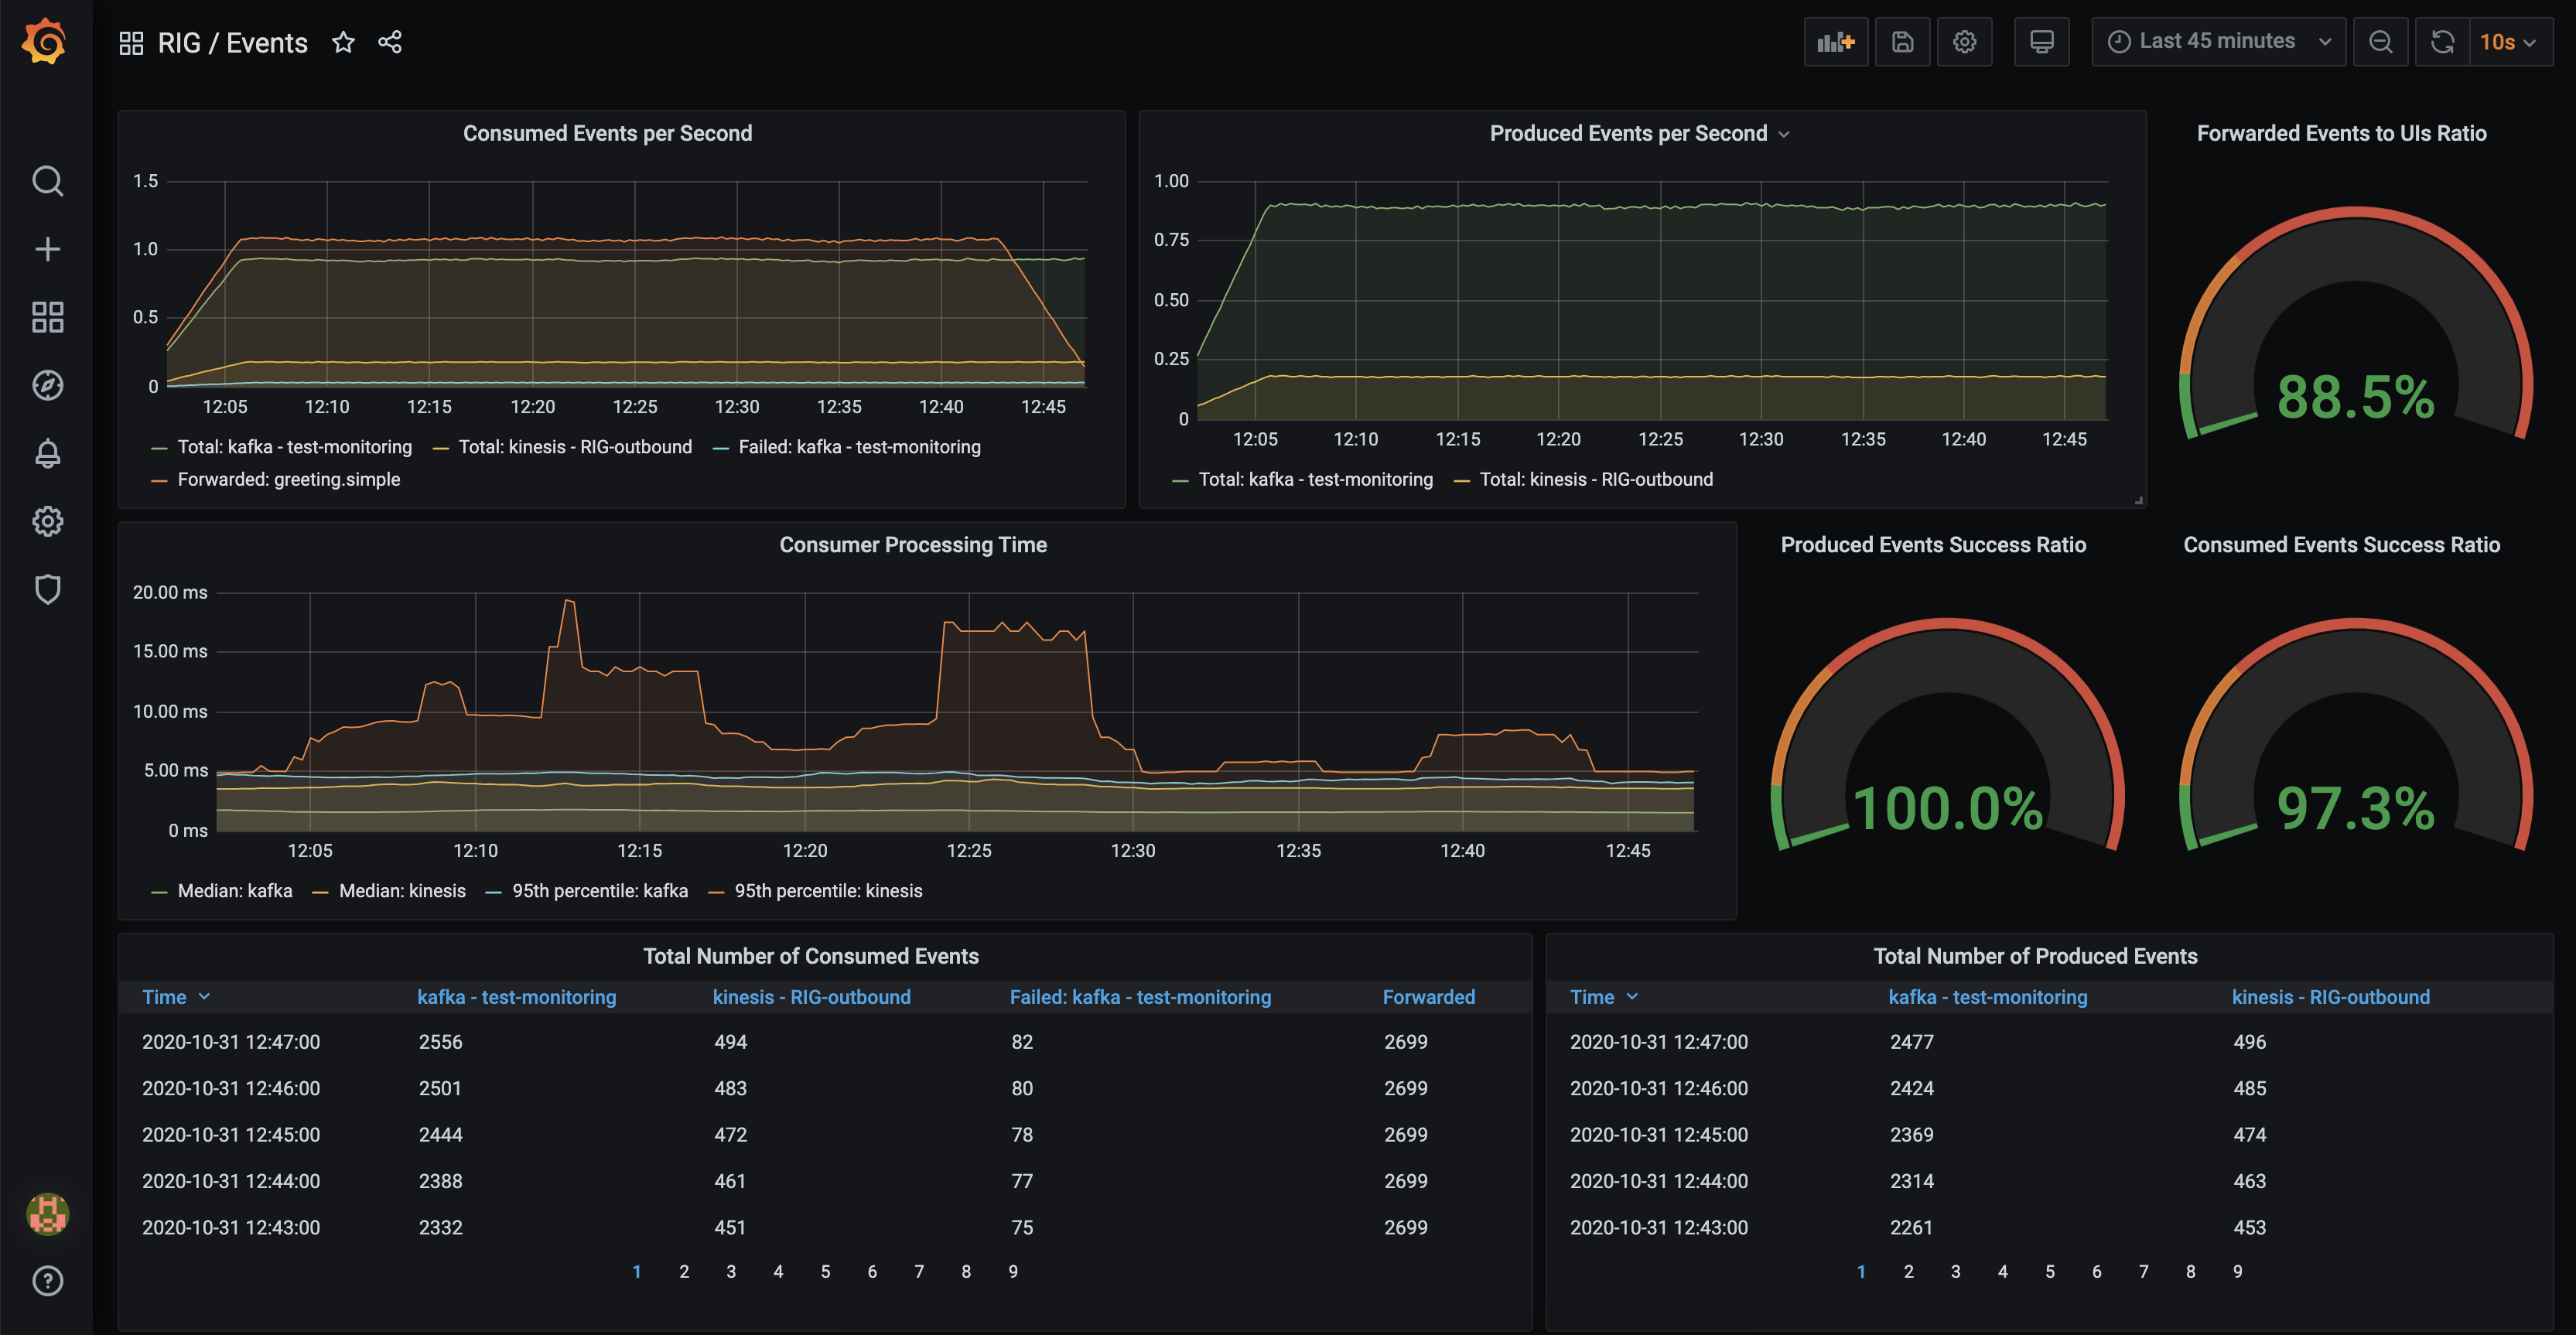 RIG / Events
Last 45 minutes
10s
Consumed Events per Second
1.5
1.0
0.5
0
12:05 12:10 12:15 12:20 12:25 12:30 12:35 12:40 12:45
Total: kafka - test-monitoring Total: kinesis - RIG-outbound Failed: kafka - test-monitoring
Forwarded: greeting.simple
Produced Events per Second
1.00
0.75
0.50
0.25
0
12:05 12:10 12:15 12:20 12:25 12:30 12:35 12:40 12:45
Total: kafka - test-monitoring Total: kinesis - RIG-outbound
Forwarded Events to UIs Ratio
88.5%
Consumer Processing Time
20.00 ms
15.00 ms
10.00 ms
5.00 ms
0 ms
12:05 12:10 12:15 12:20 12:25 12:30 12:35 12:40 12:45
Median: kafka Median: kinesis 95th percentile: kafka 95th percentile: kinesis
Produced Events Success Ratio
100.0%
Consumed Events Success Ratio
97.3%
Total Number of Consumed Events
Time kafka - test-monitoring kinesis - RIG-outbound Failed: kafka - test-monitoring Forwarded
2020-10-31 12:47:00 2556 494 82 2699
2020-10-31 12:46:00 2501 483 80 2699
2020-10-31 12:45:00 2444 472 78 2699
2020-10-31 12:44:00 2388 461 77 2699
2020-10-31 12:43:00 2332 451 75 2699
1 2 3 4 5 6 7 8 9
Total Number of Produced Events
Time kafka - test-monitoring kinesis - RIG-outbound
2020-10-31 12:47:00 2477 496
2020-10-31 12:46:00 2424 485
2020-10-31 12:45:00 2369 474
2020-10-31 12:44:00 2314 463
2020-10-31 12:43:00 2261 453
1 2 3 4 5 6 7 8 9